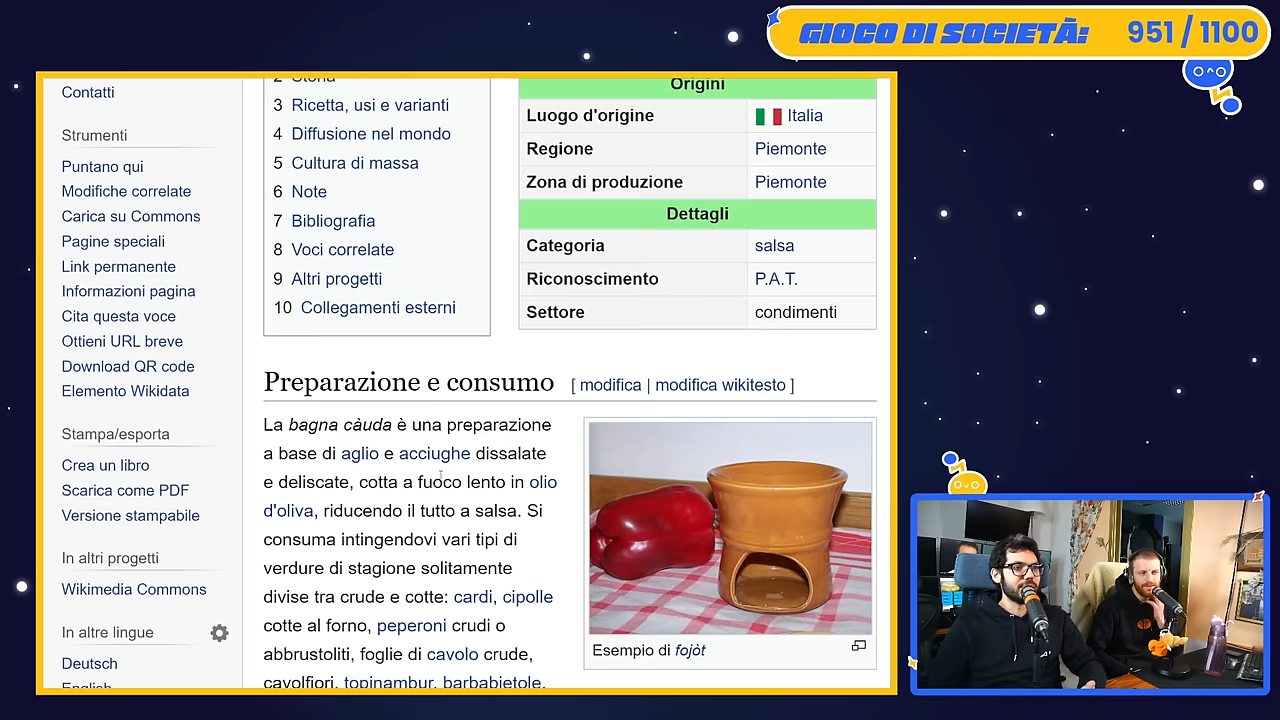 GIOCO DI SOCIETÀ: 951 / 1100
Contatti
Strumenti
Puntano qui
Modifiche correlate
Carica su Commons
Pagine speciali
Link permanente
Informazioni pagina
Cita questa voce
Ottieni URL breve
Download QR code
Elemento Wikidata
Stampa/esporta
Crea un libro
Scarica come PDF
Versione stampabile
In altri progetti
Wikimedia Commons
In altre lingue
Deutsch
English
2 Storia
3 Ricetta, usi e varianti
4 Diffusione nel mondo
5 Cultura di massa
6 Note
7 Bibliografia
8 Voci correlate
9 Altri progetti
10 Collegamenti esterni
Origini
Luogo d'origine Italia
Regione Piemonte
Zona di produzione Piemonte
Dettagli
Categoria salsa
Riconoscimento P.A.T.
Settore condimenti
Preparazione e consumo [ modifica | modifica wikitesto ]
La bagna càuda è una preparazione
a base di aglio e acciughe dissalate
e deliscate, cotta a fuoco lento in olio
d'oliva, riducendo il tutto a salsa. Si
consuma intingendovi vari tipi di
verdure di stagione solitamente
divise tra crude e cotte: cardi, cipolle
cotte al forno, peperoni crudi o
abbrustoliti, foglie di cavolo crude,
cavolfiori, topinambur, barbabietole,
Esempio di fojòt